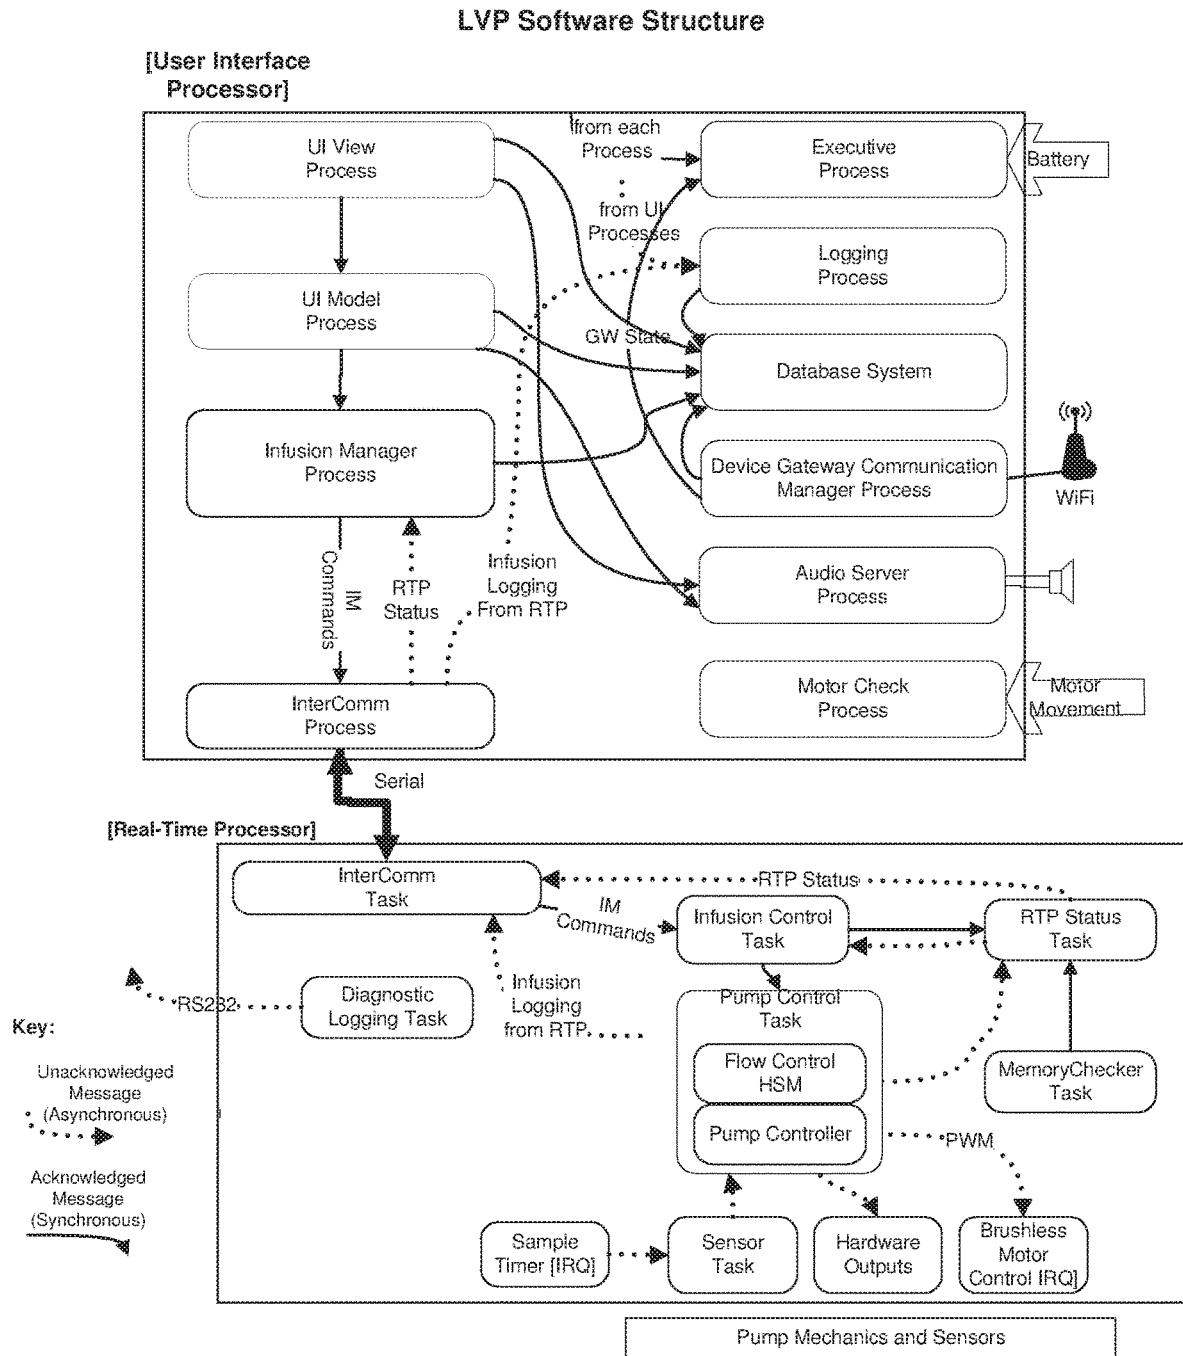 LVP Software Structure
[User Interface
Processor]
UI View
Process
from each
Process
Executive
Process
Battery
from UI
Processes
Logging
Process
UI Model
Process
GW State
Database System
Infusion Manager
Process
Device Gateway Communication
Manager Process
WiFi
IM
Commands
RTP
Status
Infusion
Logging
From RTP
Audio Server
Process
InterComm
Process
Motor Check
Process
Motor
Movement
Serial
[Real-Time Processor]
InterComm
Task
RTP Status
IM
Commands
Infusion Control
Task
RTP Status
Task
RS232
Diagnostic
Logging Task
Infusion
Logging
from RTP
Pump Control
Task
Flow Control
HSM
Pump Controller
MemoryChecker
Task
PWM
Key:
Unacknowledged
Message
(Asynchronous)
Acknowledged
Message
(Synchronous)
Sample
Timer [IRQ]
Sensor
Task
Hardware
Outputs
Brushless
Motor
Control IRQ]
Pump Mechanics and Sensors